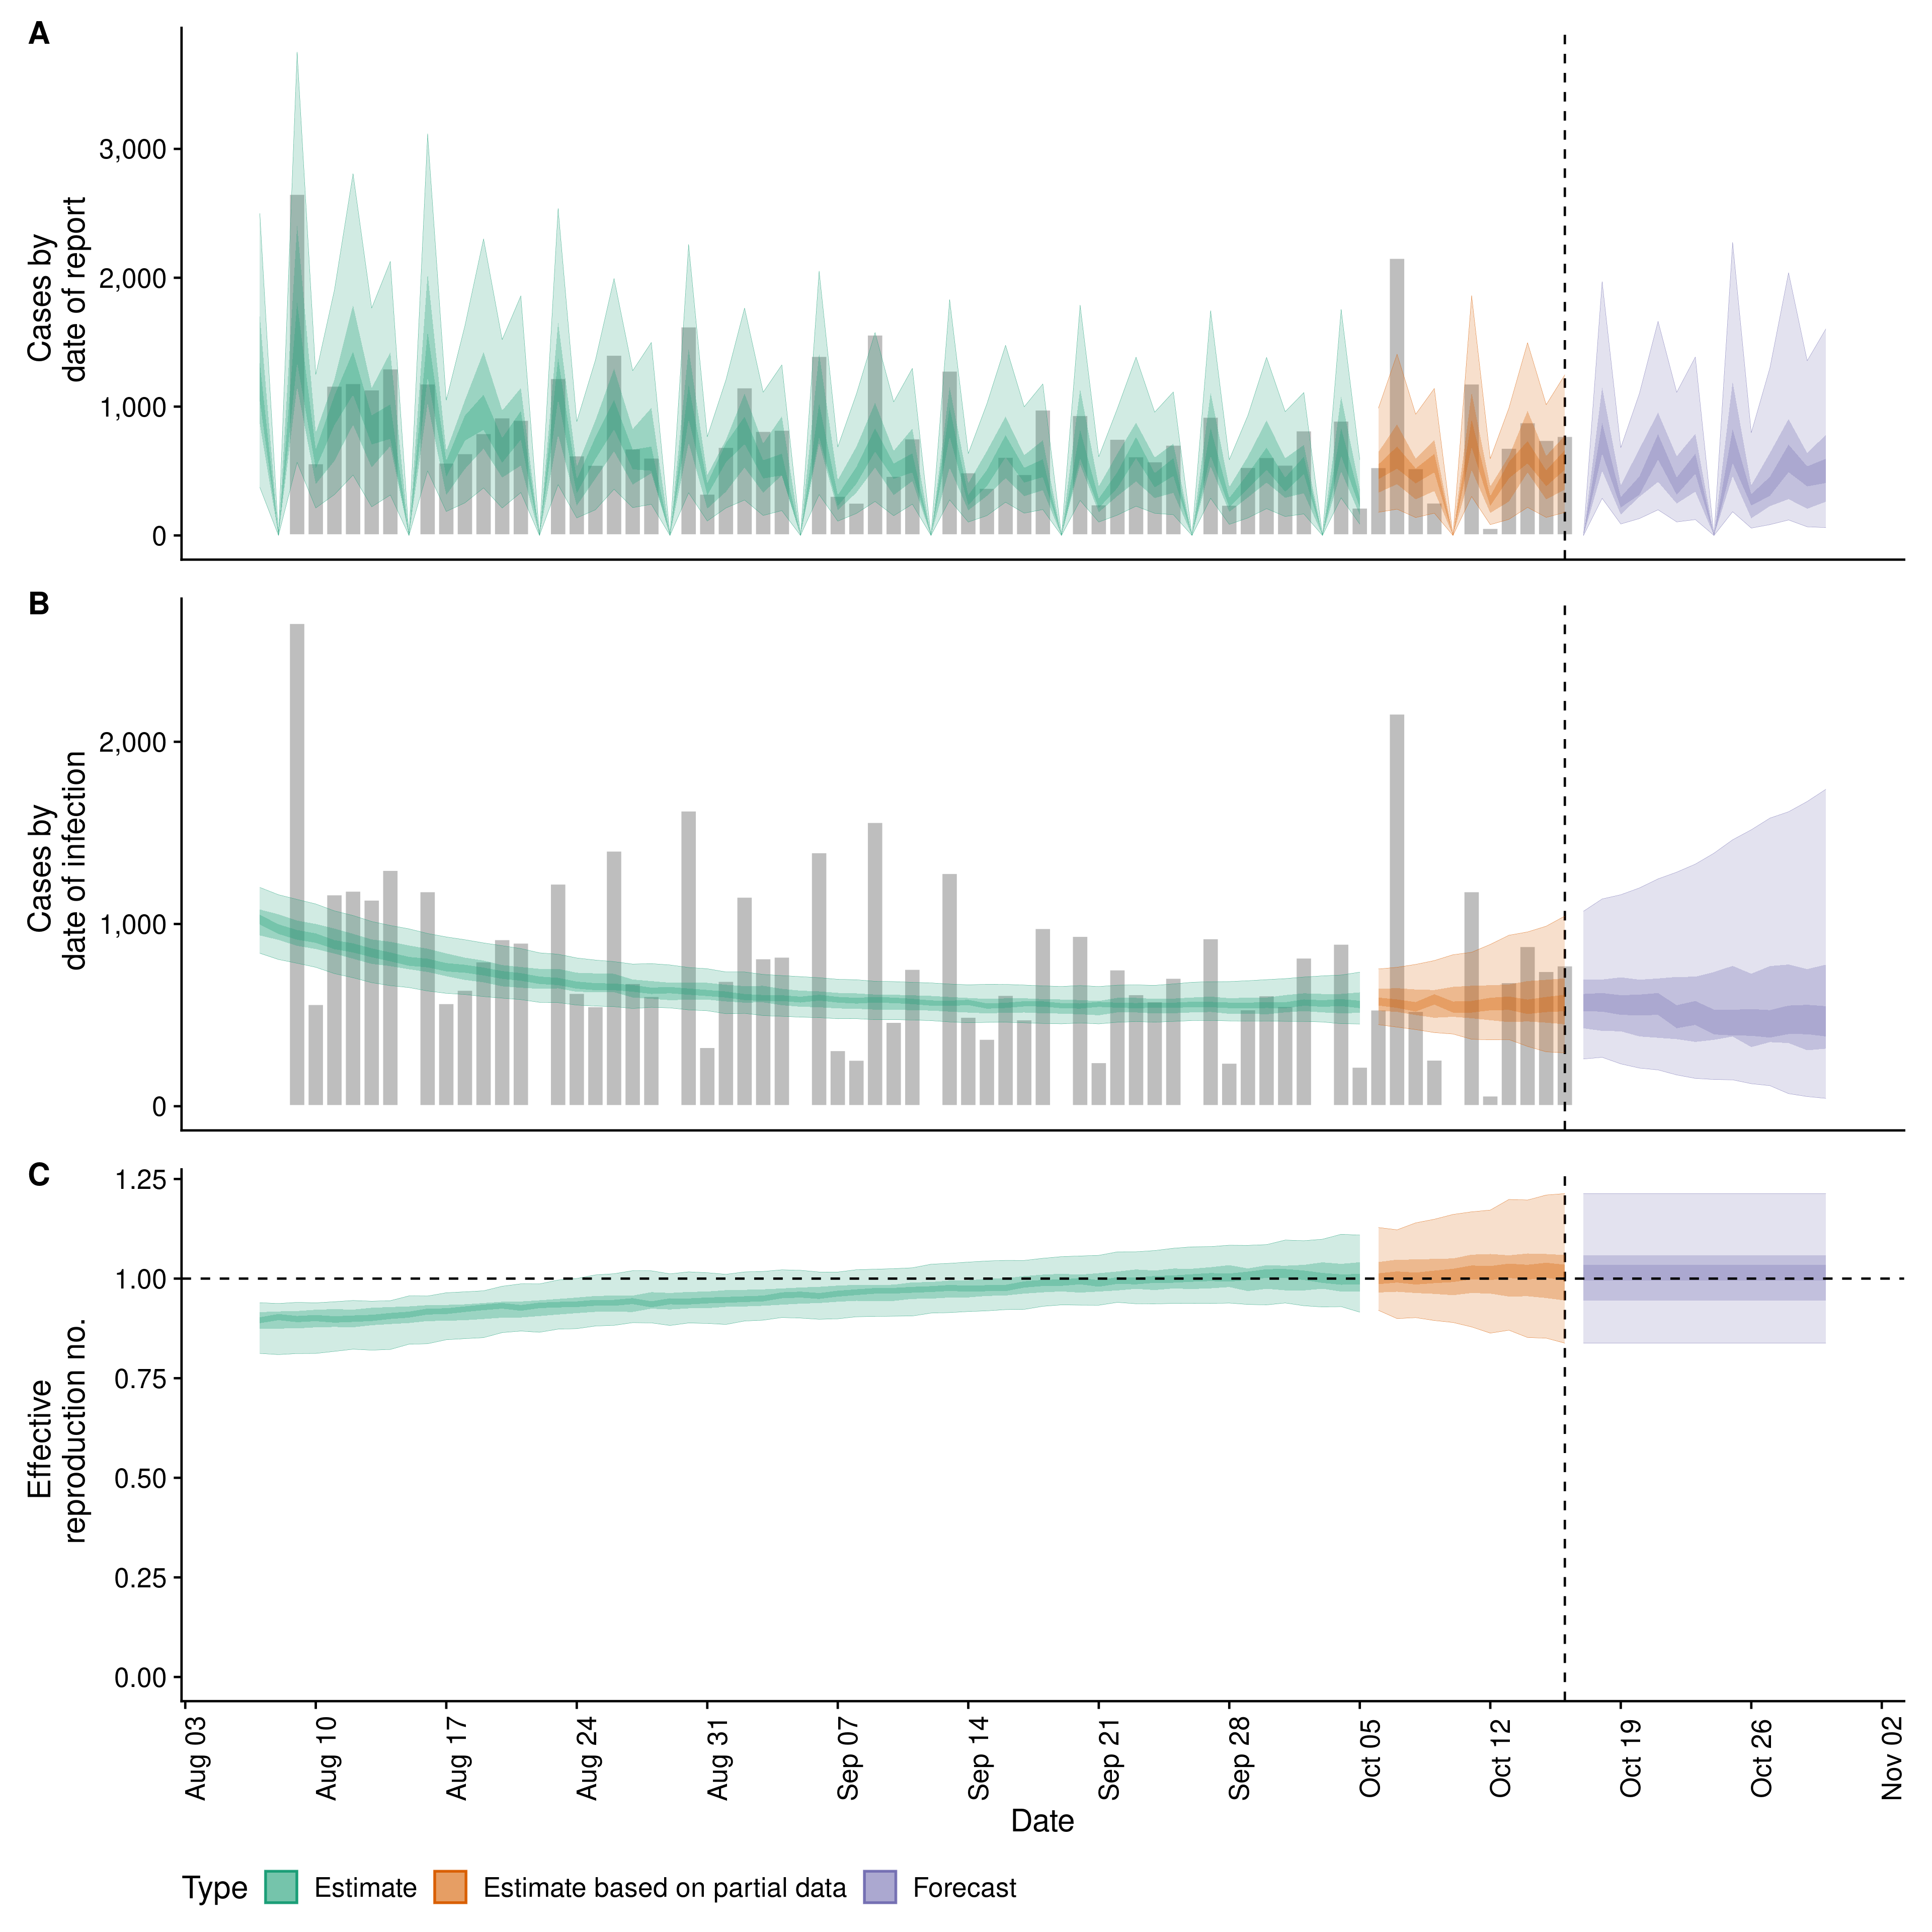 A
Cases by
date of report
3,000
2,000
1,000
0
B
Cases by
date of infection
2,000
1,000
0
C
Effective
reproduction no.
1.25
1.00
0.75
0.50
0.25
0.00
Aug 03
Aug 10
Aug 17
Aug 24
Aug 31
Sep 07
Sep 14
Sep 21
Sep 28
Oct 05
Oct 12
Oct 19
Oct 26
Nov 02
Date
Type Estimate Estimate based on partial data Forecast